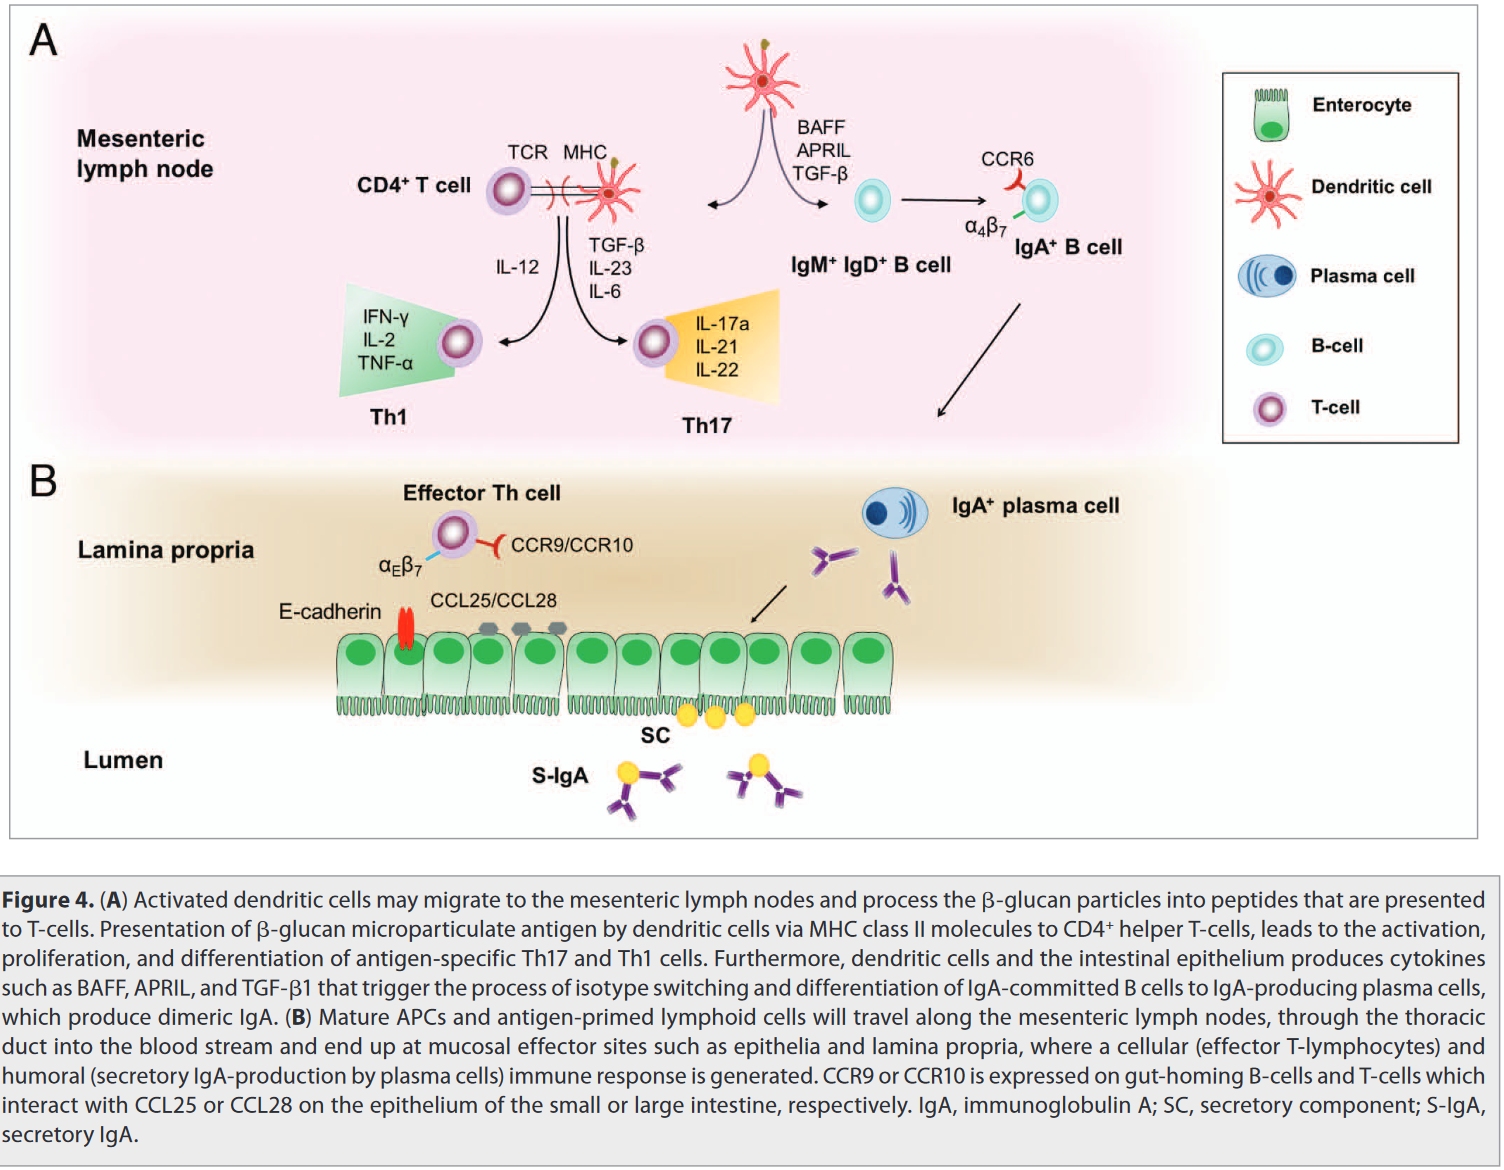 A
Mesenteric
lymph node
CD4⁺ T cell
TCR MHC
IL-12
TGF-β
IL-23
IL-6
IFN-γ
IL-2
TNF-α
Th1
IL-17a
IL-21
IL-22
Th17
BAFF
APRIL
TGF-β
IgM⁺ IgD⁺ B cell
CCR6
α₄β₇
IgA⁺ B cell
Enterocyte
Dendritic cell
Plasma cell
B-cell
T-cell
B
Lamina propria
Effector Th cell
CCR9/CCR10
αEβ₇
E-cadherin
CCL25/CCL28
IgA⁺ plasma cell
Lumen
SC
S-IgA
Figure 4. (A) Activated dendritic cells may migrate to the mesenteric lymph nodes and process the β-glucan particles into peptides that are presented
to T-cells. Presentation of β-glucan microparticulate antigen by dendritic cells via MHC class II molecules to CD4⁺ helper T-cells, leads to the activation,
proliferation, and differentiation of antigen-specific Th17 and Th1 cells. Furthermore, dendritic cells and the intestinal epithelium produces cytokines
such as BAFF, APRIL, and TGF-β1 that trigger the process of isotype switching and differentiation of IgA-committed B cells to IgA-producing plasma cells,
which produce dimeric IgA. (B) Mature APCs and antigen-primed lymphoid cells will travel along the mesenteric lymph nodes, through the thoracic
duct into the blood stream and end up at mucosal effector sites such as epithelia and lamina propria, where a cellular (effector T-lymphocytes) and
humoral (secretory IgA-production by plasma cells) immune response is generated. CCR9 or CCR10 is expressed on gut-homing B-cells and T-cells which
interact with CCL25 or CCL28 on the epithelium of the small or large intestine, respectively. IgA, immunoglobulin A; SC, secretory component; S-IgA,
secretory IgA.